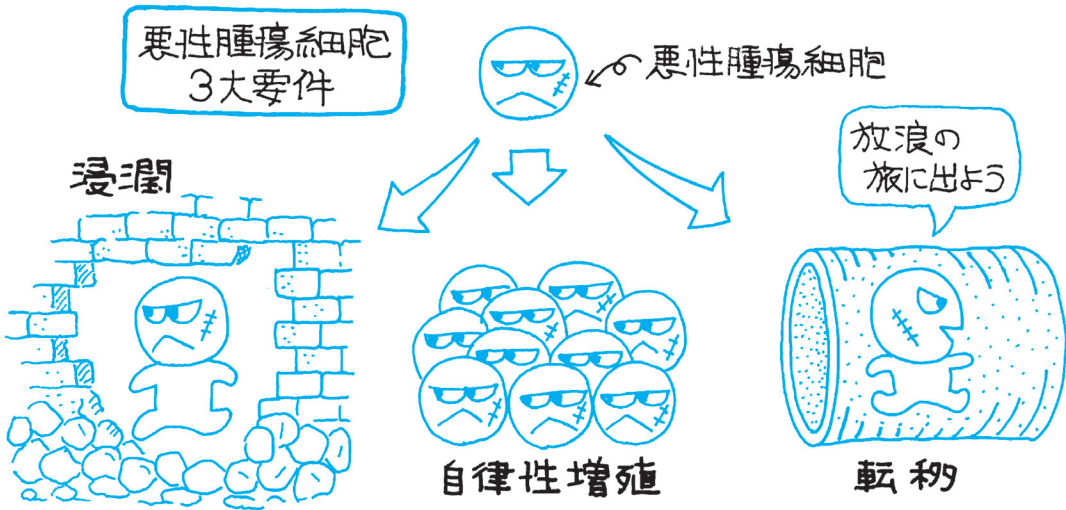 悪性腫瘍細胞
3大要件
悪性腫瘍細胞
放浪の
旅に出よう
浸潤
自律性増殖
転移